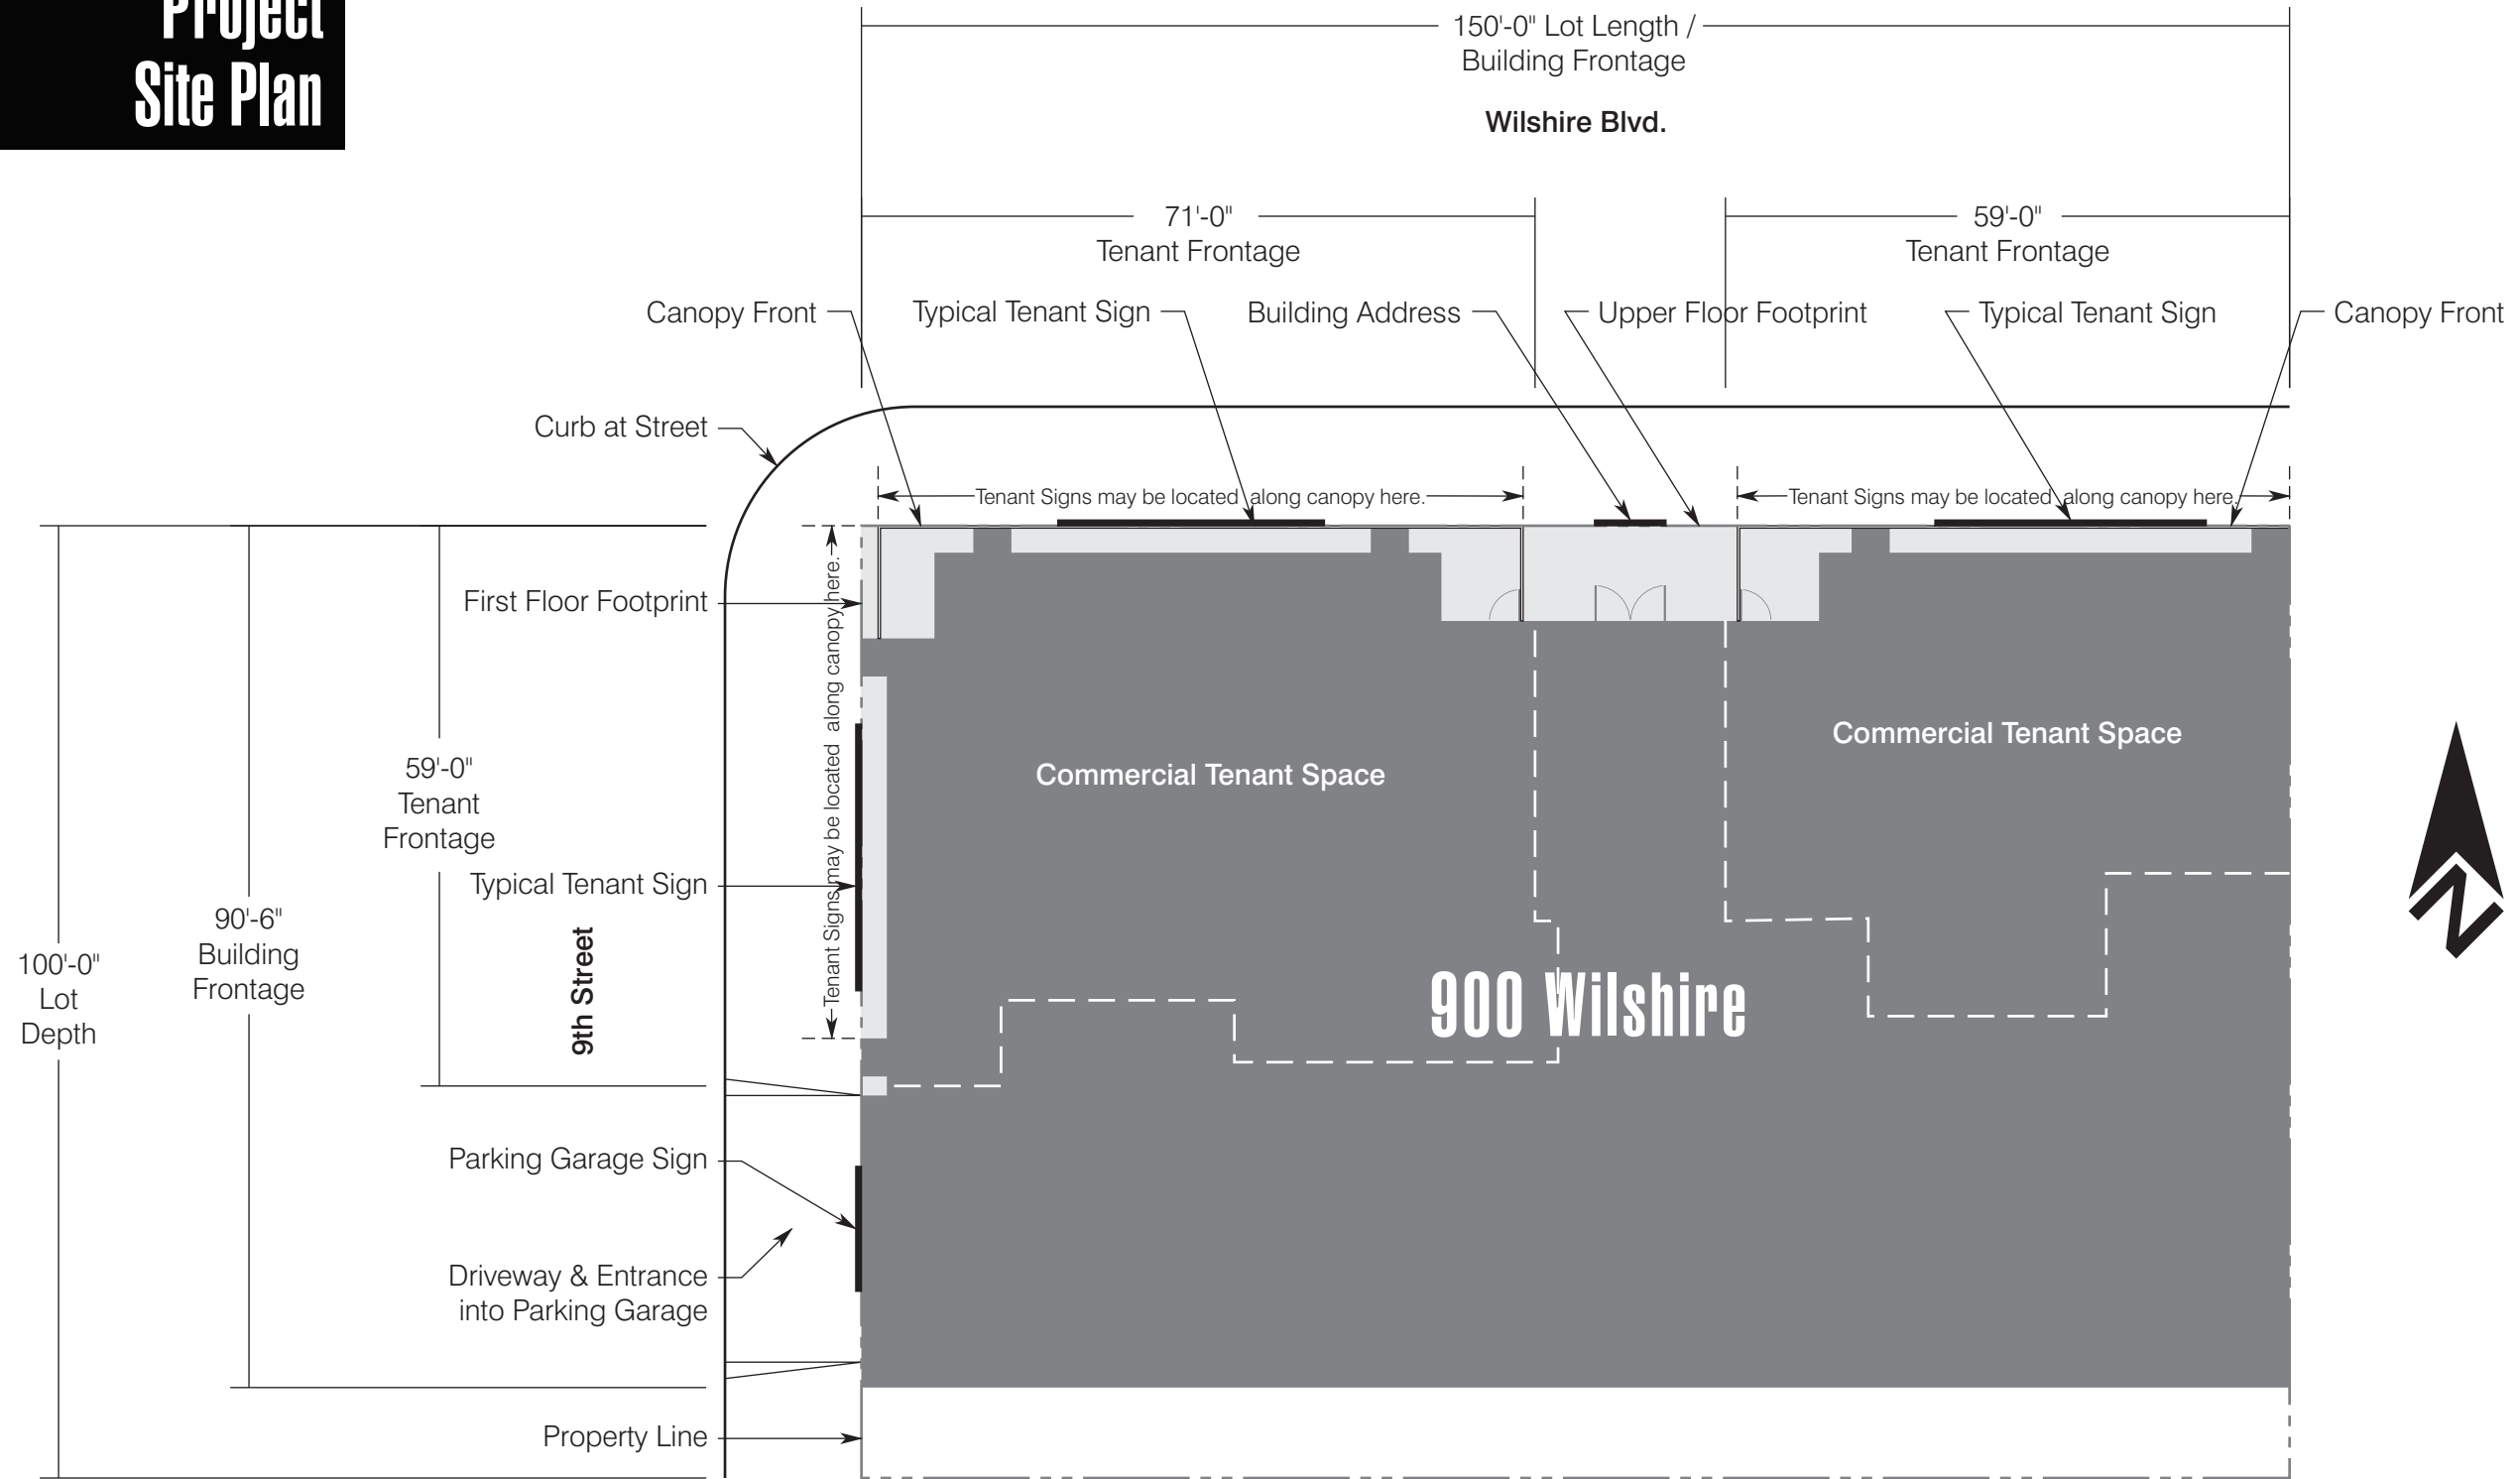 Project
Site Plan
150'-0" Lot Length /
Building Frontage
Wilshire Blvd.
71'-0"
Tenant Frontage
59'-0"
Tenant Frontage
Canopy Front
Typical Tenant Sign
Building Address
Upper Floor Footprint
Typical Tenant Sign
Canopy Front
Curb at Street
Tenant Signs may be located along canopy here.
Tenant Signs may be located along canopy here.
First Floor Footprint
Tenant Signs may be located along canopy here.
59'-0"
Tenant
Frontage
Commercial Tenant Space
Commercial Tenant Space
Typical Tenant Sign
90'-6"
Building
Frontage
9th Street
100'-0"
Lot
Depth
900 Wilshire
N
Parking Garage Sign
Driveway & Entrance
into Parking Garage
Property Line